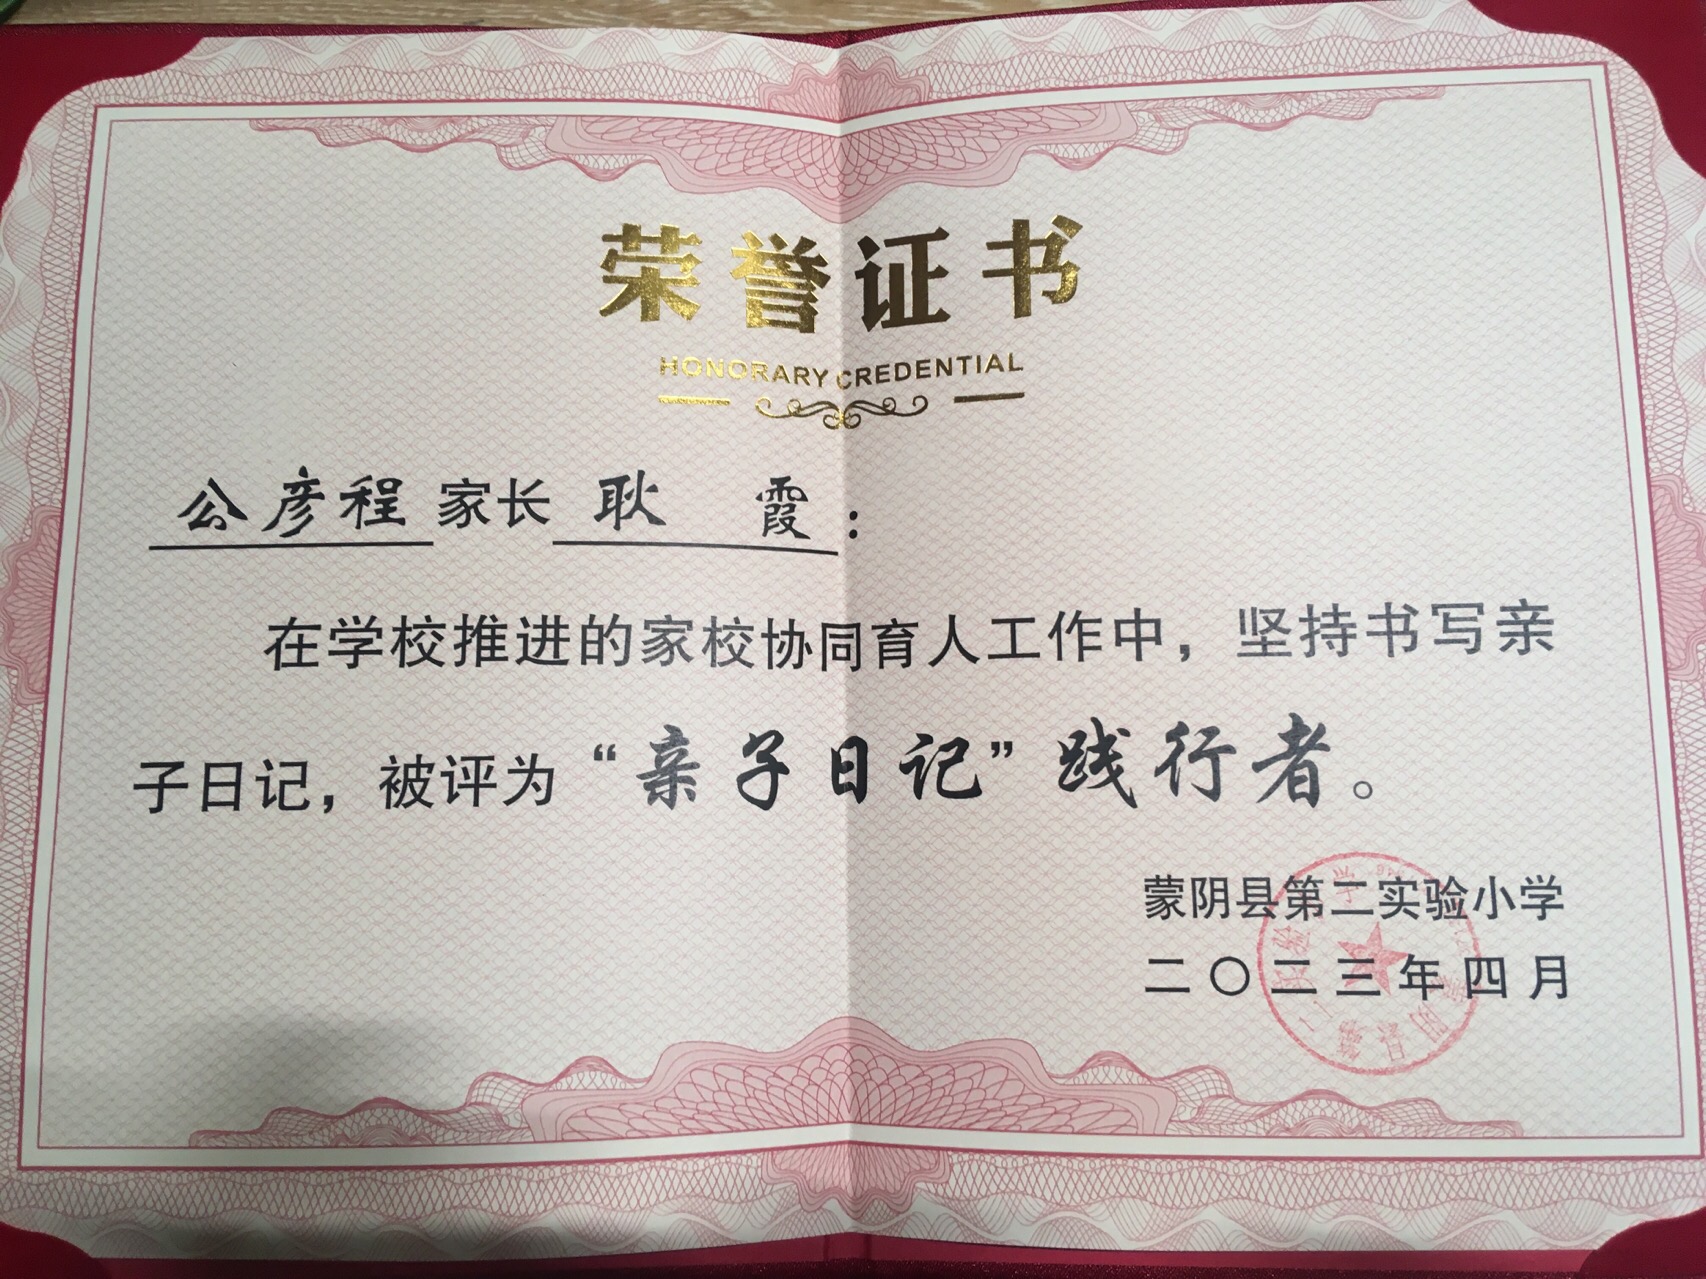 荣誉证书
HONORARY CREDENTIAL
公彦程家长耿 霞：
在学校推进的家校协同育人工作中，坚持书写亲
子日记，被评为“亲子日记”践行者。
蒙阴县第二实验小学
二〇二三年四月